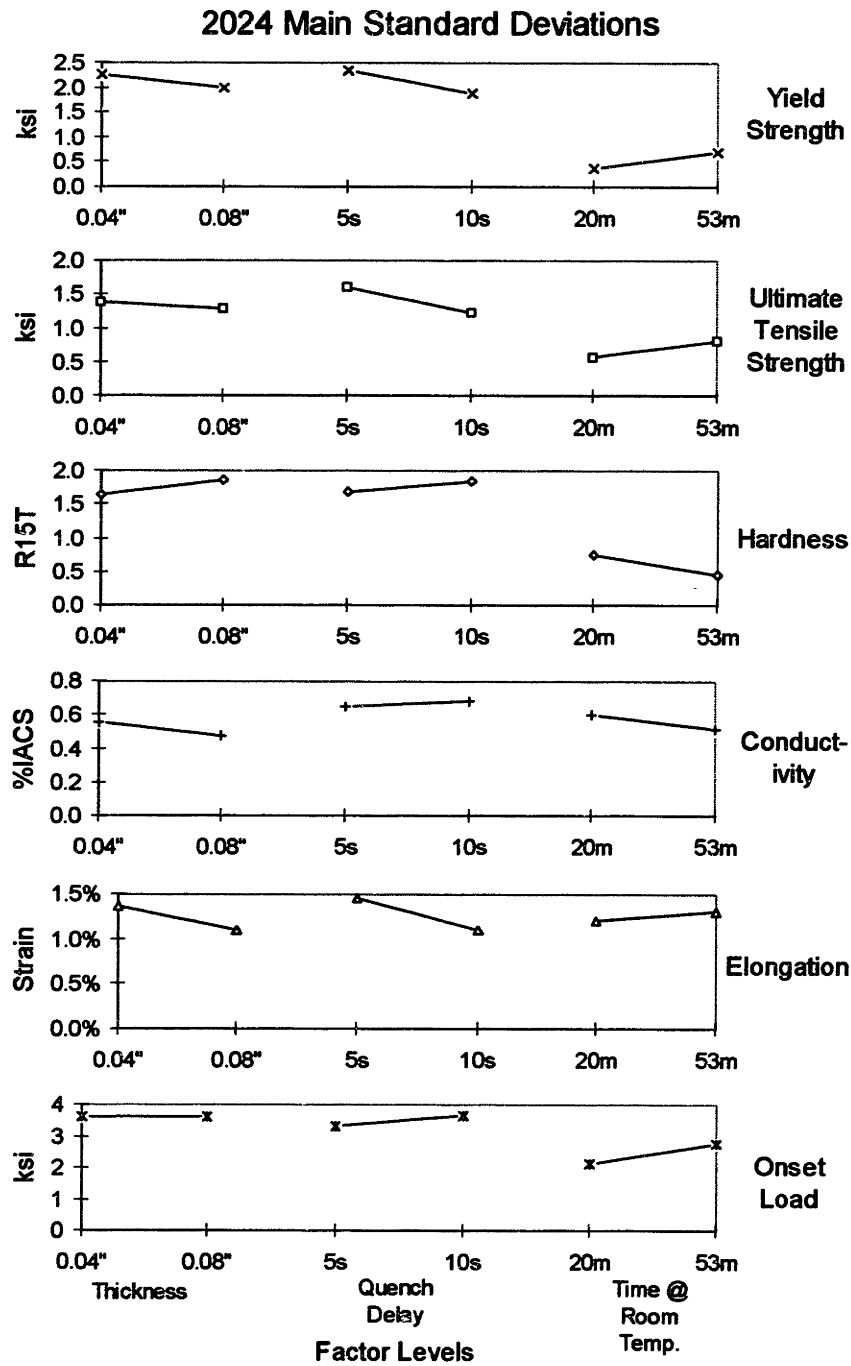 2024 Main Standard Deviations
2.5
2.0
1.5
1.0
0.5
0.0
ksi
0.04" 0.08" 5s 10s 20m 53m
Yield
Strength
2.0
1.5
1.0
0.5
0.0
ksi
0.04" 0.08" 5s 10s 20m 53m
Ultimate
Tensile
Strength
2.0
1.5
1.0
0.5
0.0
R15T
0.04" 0.08" 5s 10s 20m 53m
Hardness
0.8
0.6
0.4
0.2
0.0
%IACS
0.04" 0.08" 5s 10s 20m 53m
Conduct-
ivity
1.5%
1.0%
0.5%
0.0%
Strain
0.04" 0.08" 5s 10s 20m 53m
Elongation
4
3
2
1
0
ksi
0.04" 0.08" 5s 10s 20m 53m
Onset
Load
Thickness
Quench
Delay
Time @
Room
Temp.
Factor Levels